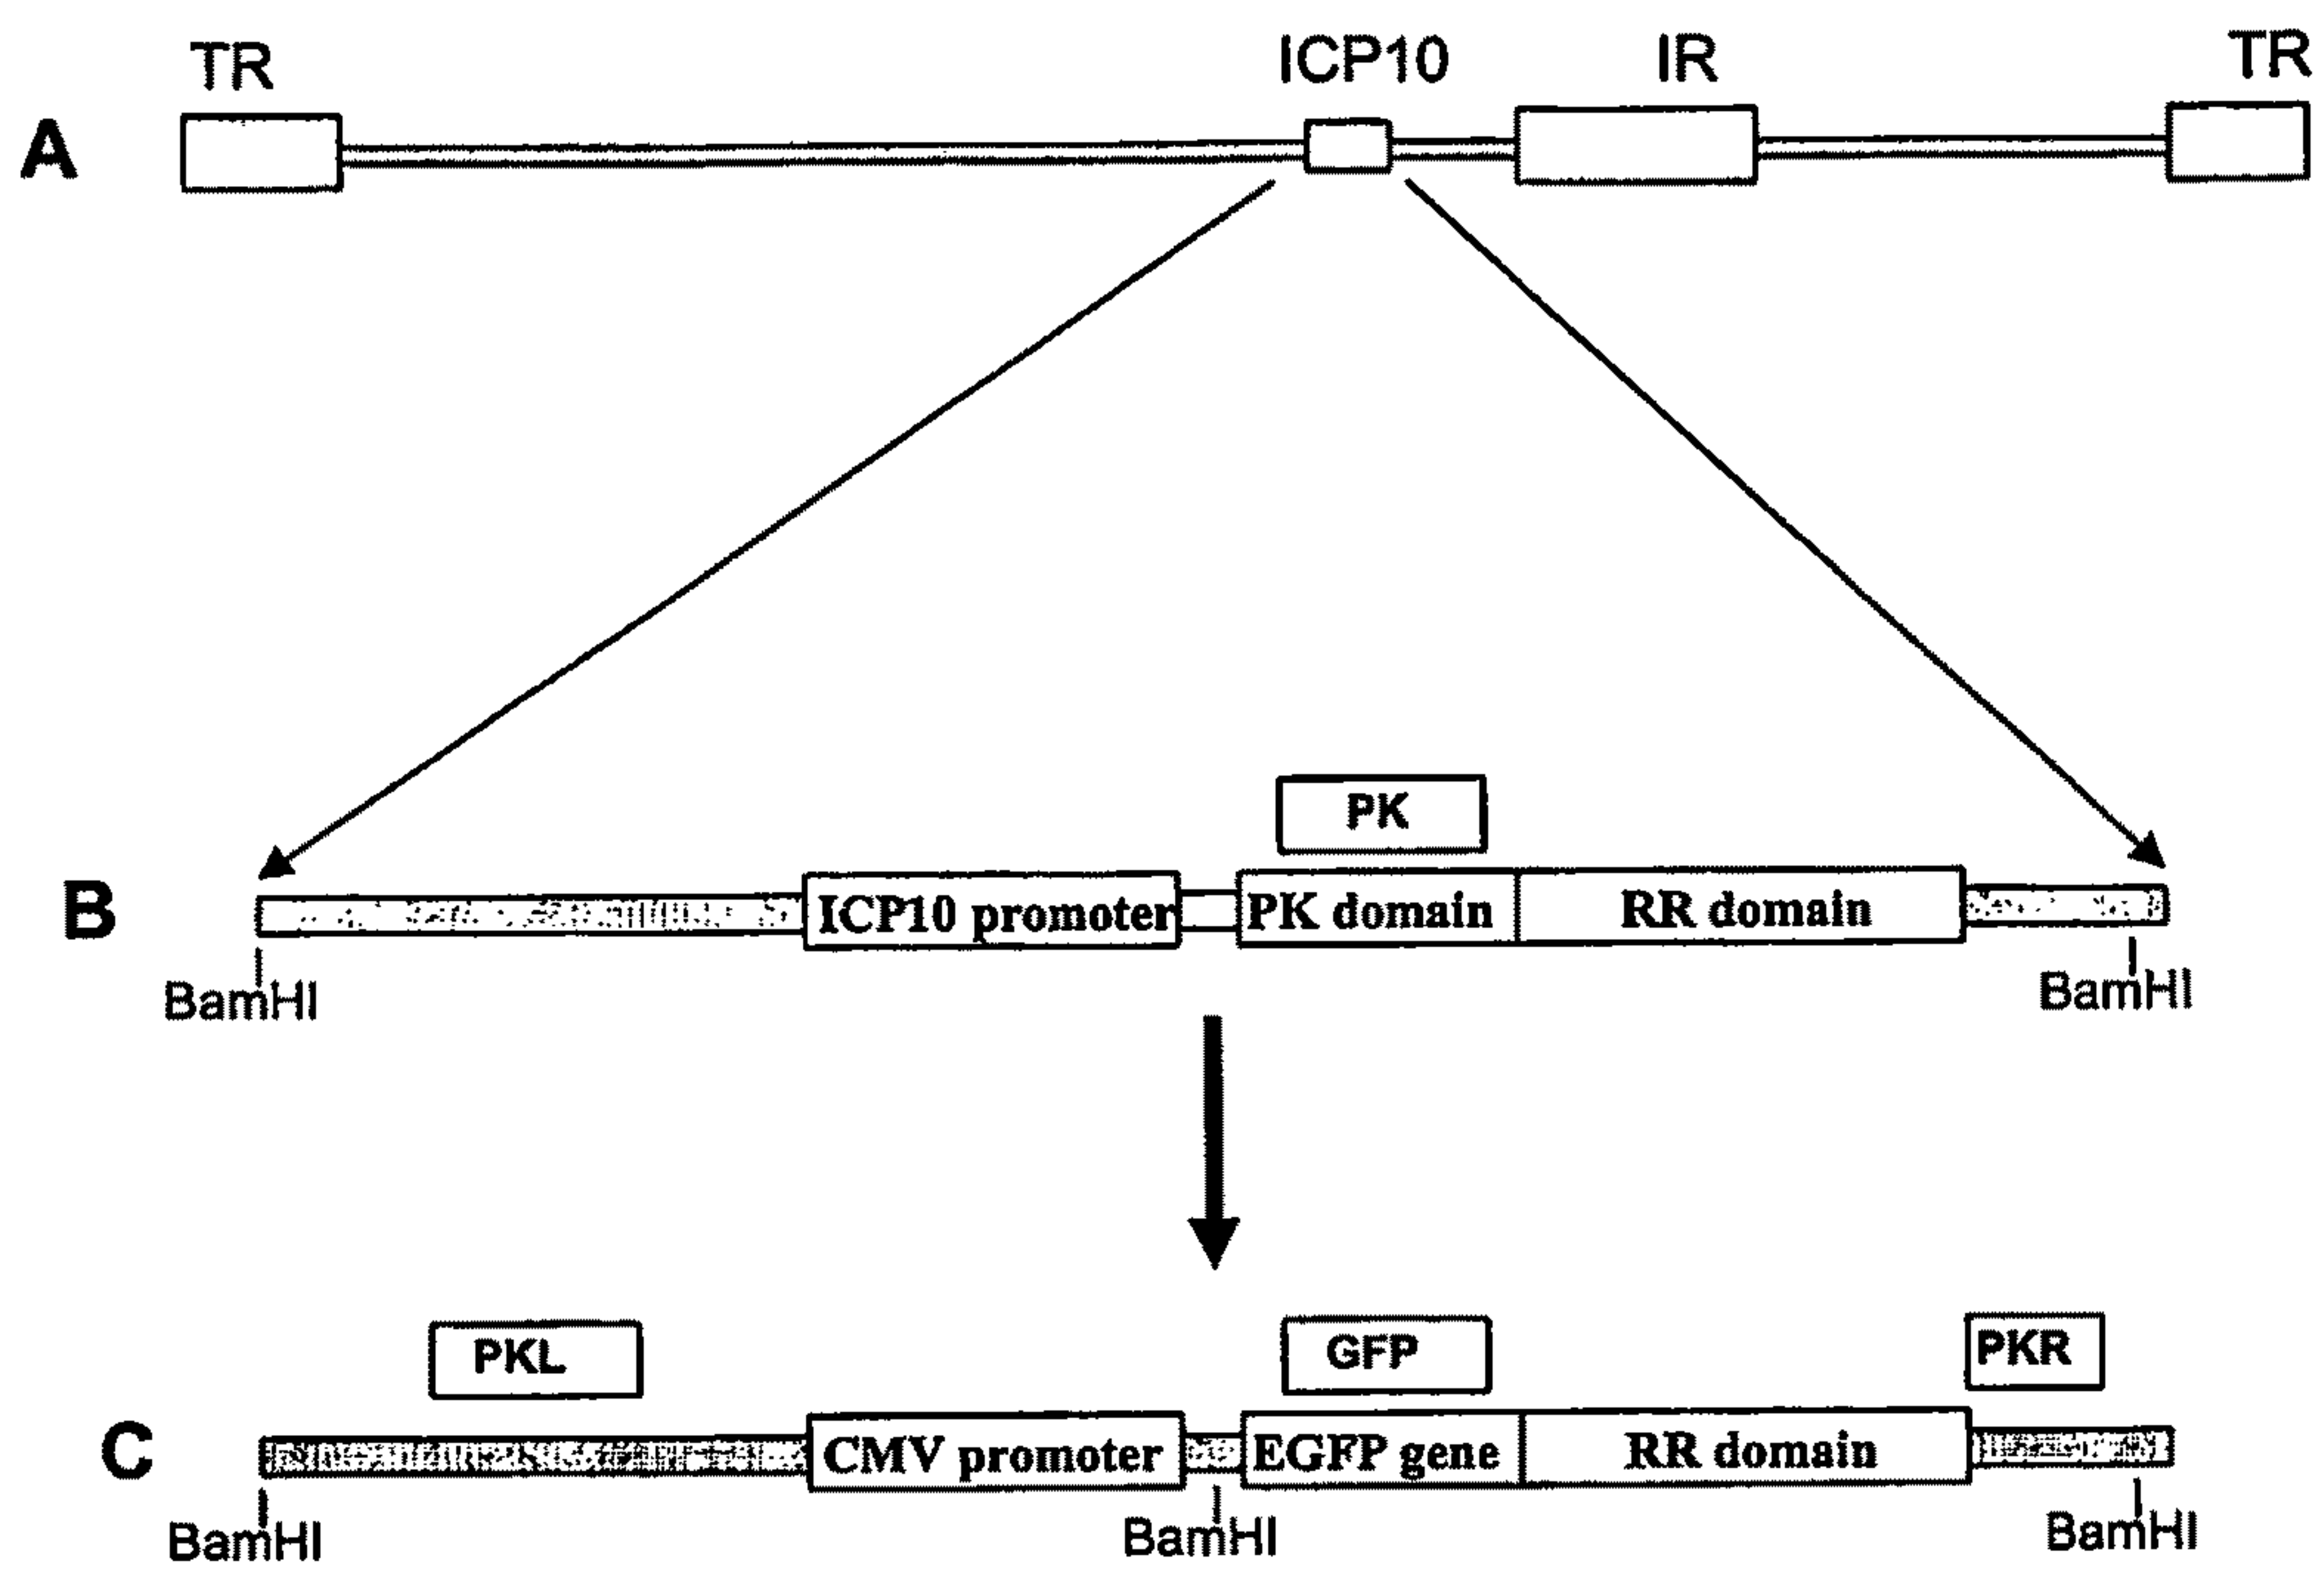 TR ICP10 IR TR
A
PK
B ICP10 promoter PK domain RR domain
BamHI BamHI
PKL GFP PKR
C CMV promoter EGFP gene RR domain
BamHI BamHI BamHI